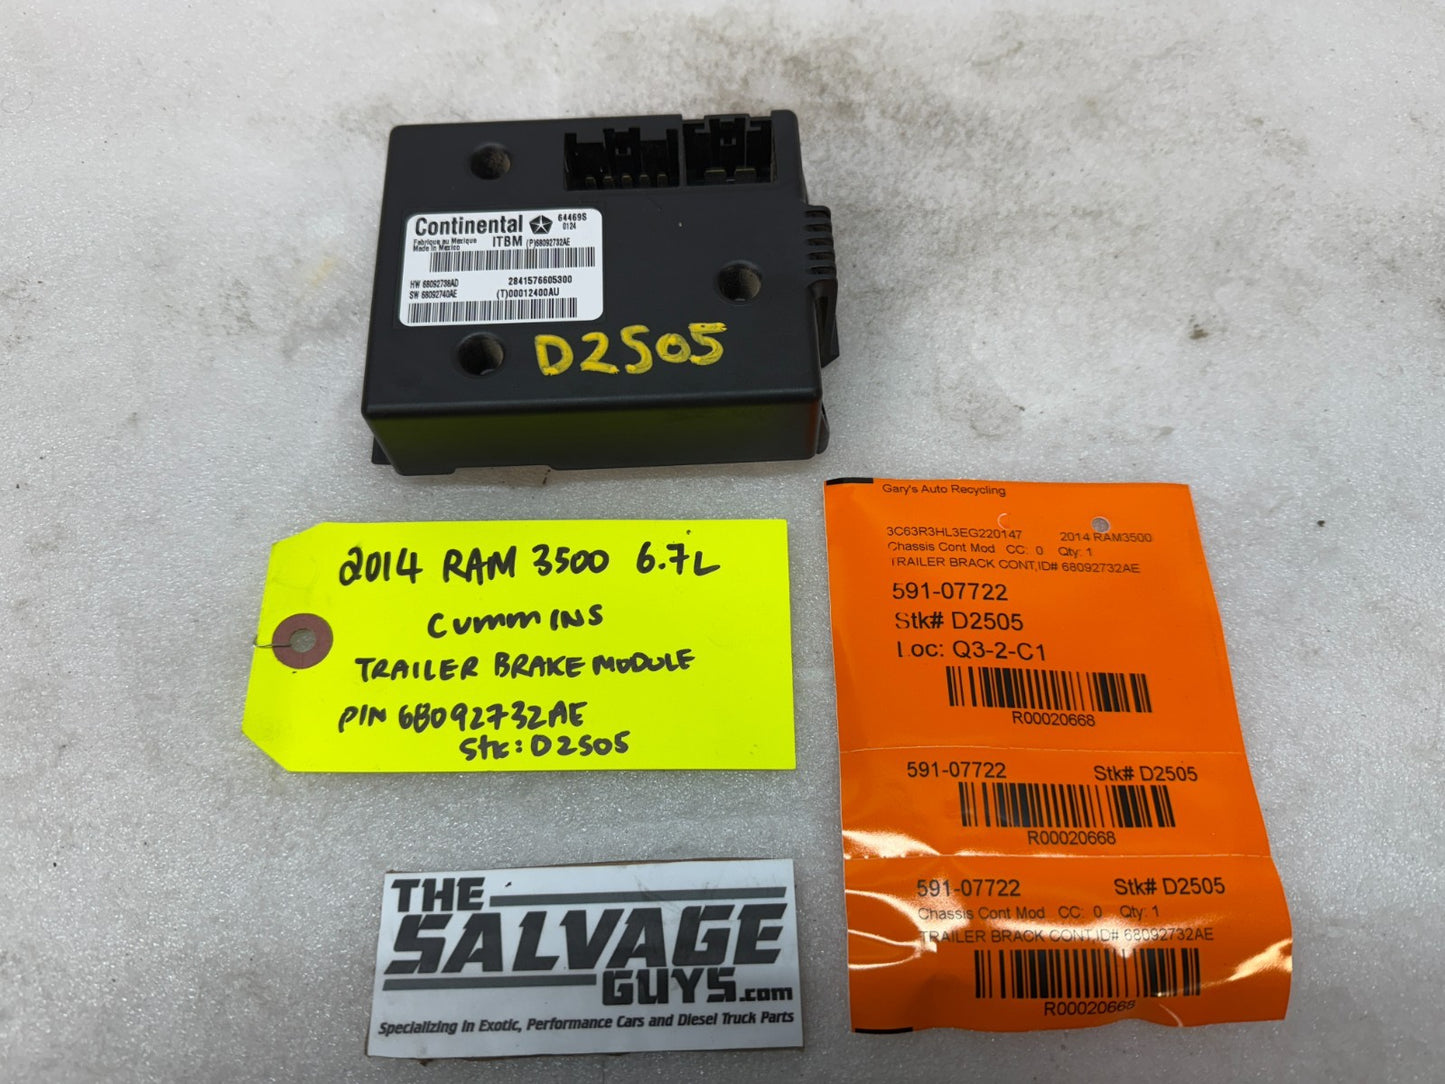 Continental 64469S
0124
Fabrique au Mexique
Made in Mexico ITBM (P)68092732AE
HW 68092738AD 2841576605300
SW 68092740AE (T)00012400AU
D2505
2014 RAM 3500 6.7L
CUMMINS
TRAILER BRAKE MODULE
P/N 68092732AE
Stk: D2505
Gary's Auto Recycling
3C63R3HL3EG220147 2014 RAM3500
Chassis Cont Mod CC: 0 Qty: 1
TRAILER BRACK CONT,ID# 68092732AE
591-07722
Stk# D2505
Loc: Q3-2-C1
R00020668
591-07722 Stk# D2505
R00020668
591-07722 Stk# D2505
Chassis Cont Mod CC: 0 Qty: 1
TRAILER BRACK CONT,ID# 68092732AE
R00020668
THE
SALVAGE
GUYS.com
Specializing In Exotic, Performance Cars and Diesel Truck Parts